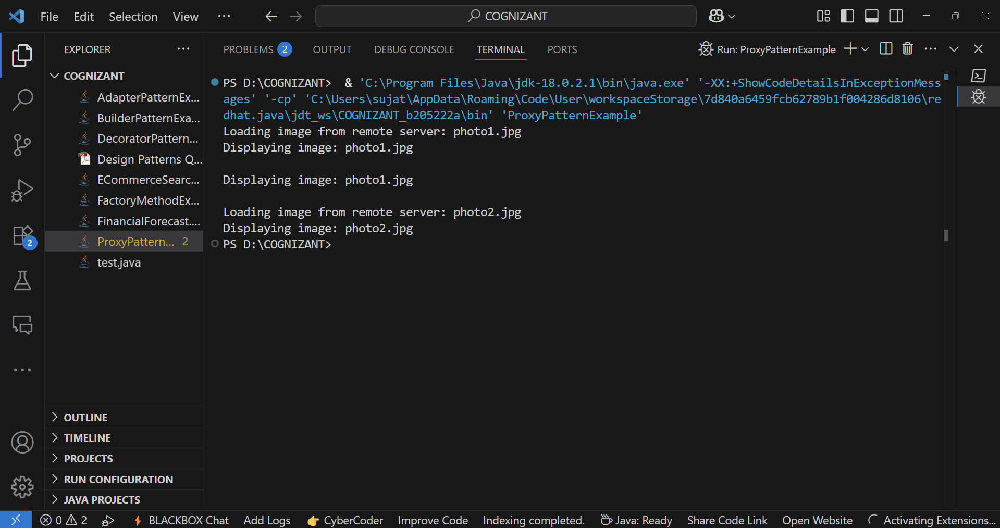 File Edit Selection View ··· COGNIZANT
EXPLORER ···
COGNIZANT
AdapterPatternEx...
BuilderPatternExa...
DecoratorPattern...
Design Patterns Q...
ECommerceSearc...
FactoryMethodEx...
FinancialForecast....
ProxyPattern... 2
test.java
OUTLINE
TIMELINE
PROJECTS
RUN CONFIGURATION
JAVA PROJECTS
2
PROBLEMS 2 OUTPUT DEBUG CONSOLE TERMINAL PORTS Run: ProxyPatternExample
PS D:\COGNIZANT>  & 'C:\Program Files\Java\jdk-18.0.2.1\bin\java.exe' '-XX:+ShowCodeDetailsInExceptionMess
ages' '-cp' 'C:\Users\sujat\AppData\Roaming\Code\User\workspaceStorage\7d840a6459fcb62789b1f004286d8106\re
dhat.java\jdt_ws\COGNIZANT_b205222a\bin' 'ProxyPatternExample'
Loading image from remote server: photo1.jpg
Displaying image: photo1.jpg
Displaying image: photo1.jpg
Loading image from remote server: photo2.jpg
Displaying image: photo2.jpg
PS D:\COGNIZANT>
0 2 BLACKBOX Chat Add Logs CyberCoder Improve Code Indexing completed. Java: Ready Share Code Link Open Website Activating Extensions...